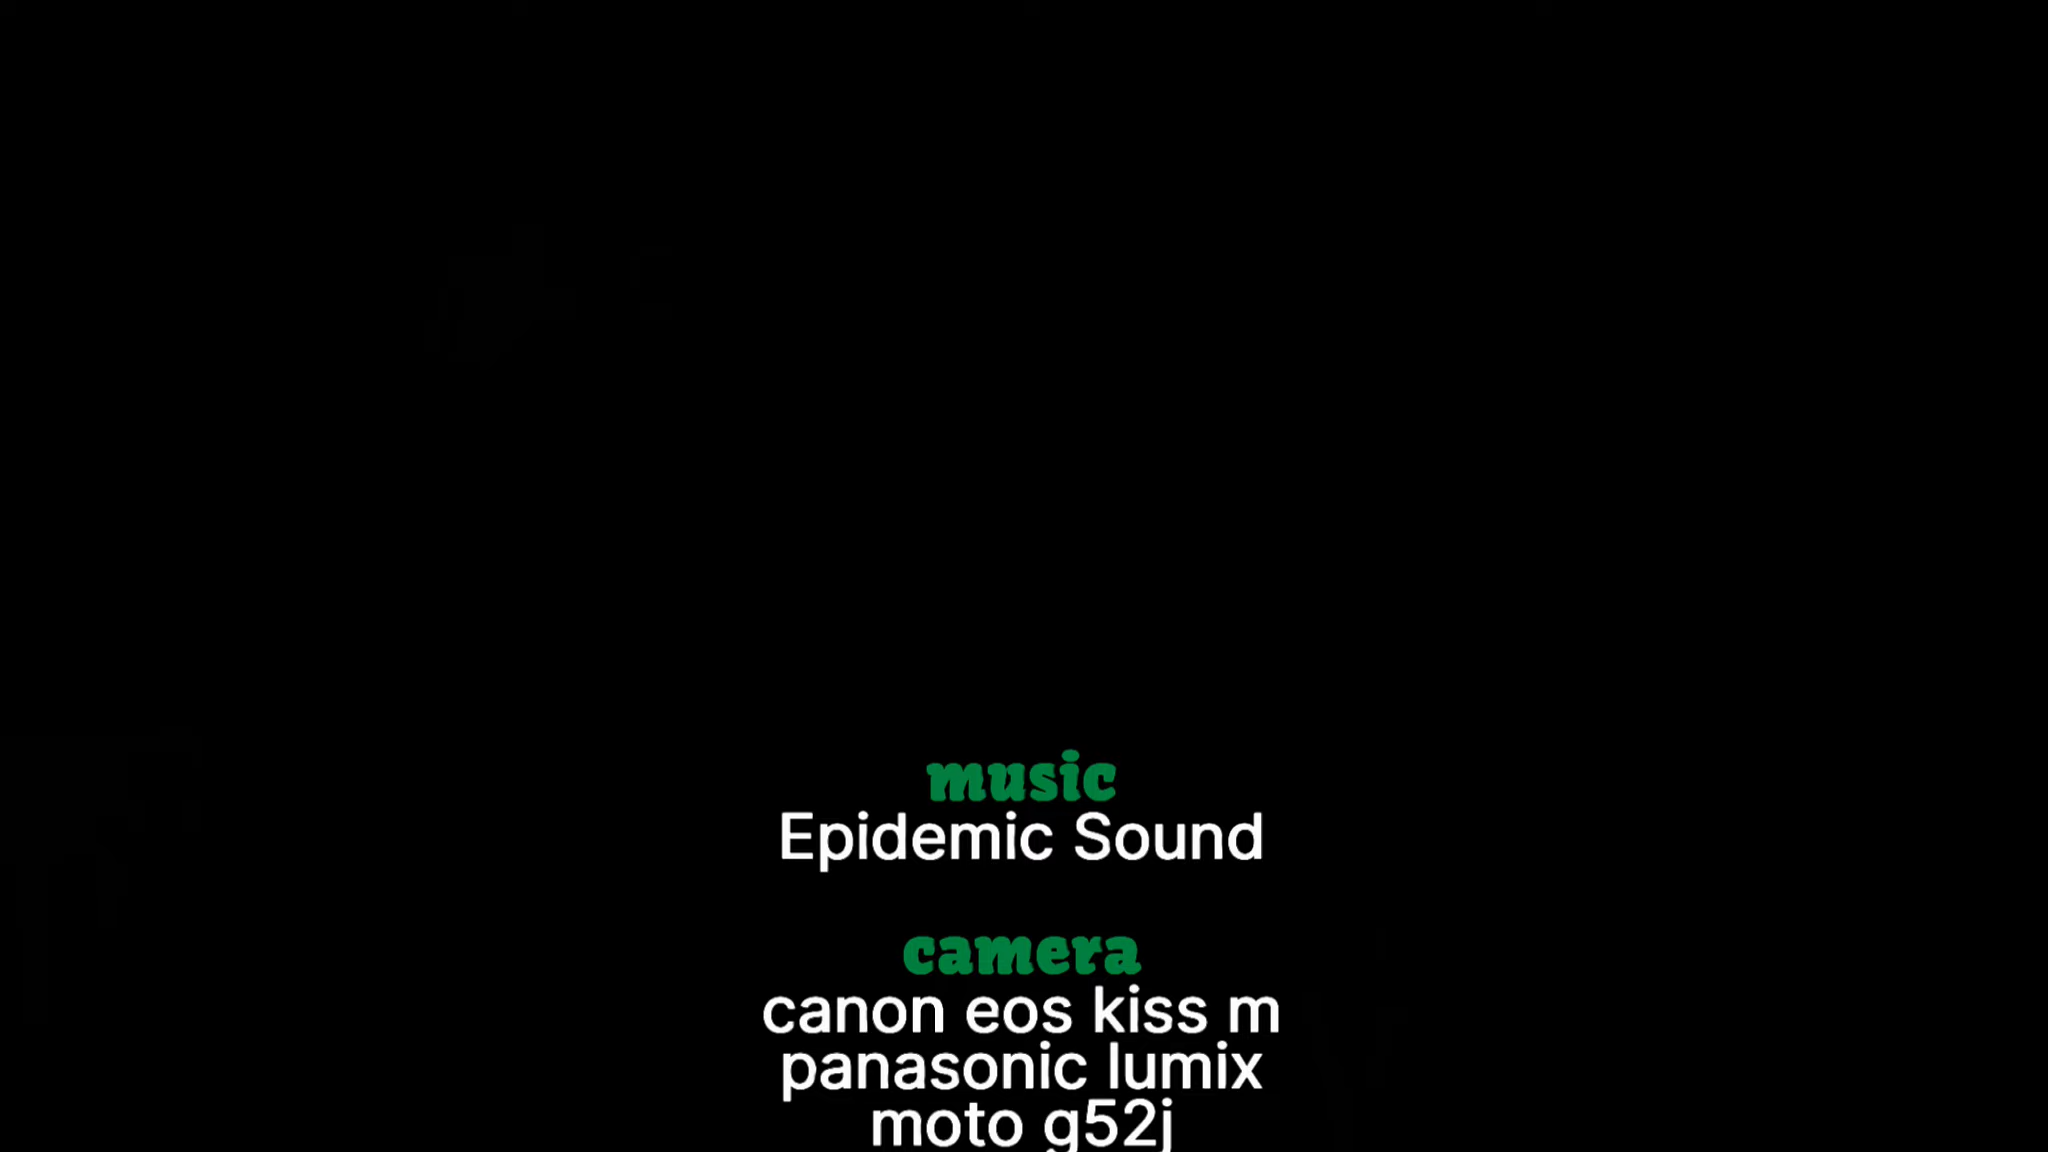 music
Epidemic Sound
camera
canon eos kiss m
panasonic lumix
moto g52j